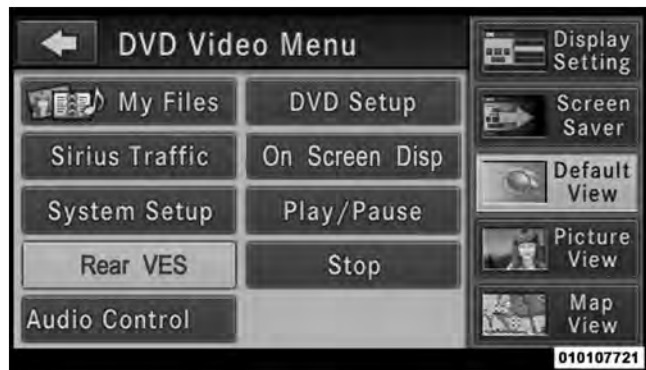 DVD Video Menu
My Files
DVD Setup
Sirius Traffic
On Screen Disp
System Setup
Play/Pause
Rear VES
Stop
Audio Control
Display
Setting
Screen
Saver
Default
View
Picture
View
Map
View
010107721